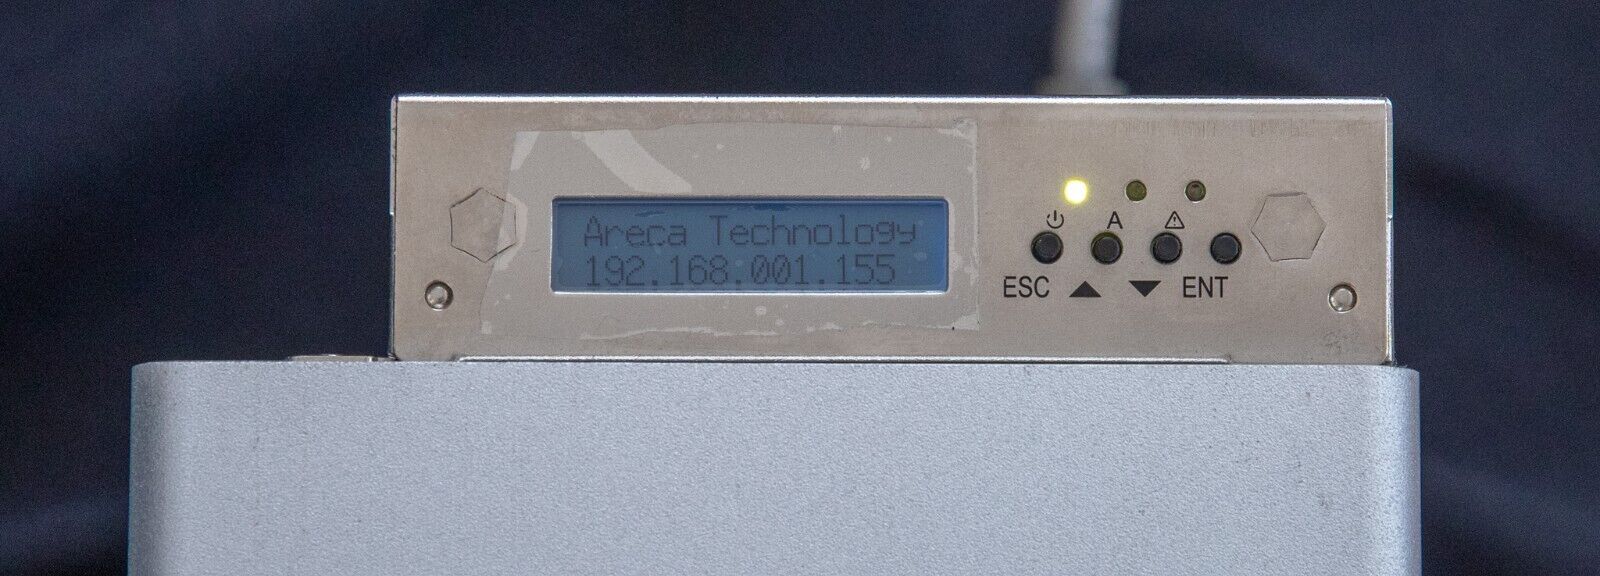 Areca Technology
192.168.001.155
A
ESC ▲ ▼ ENT